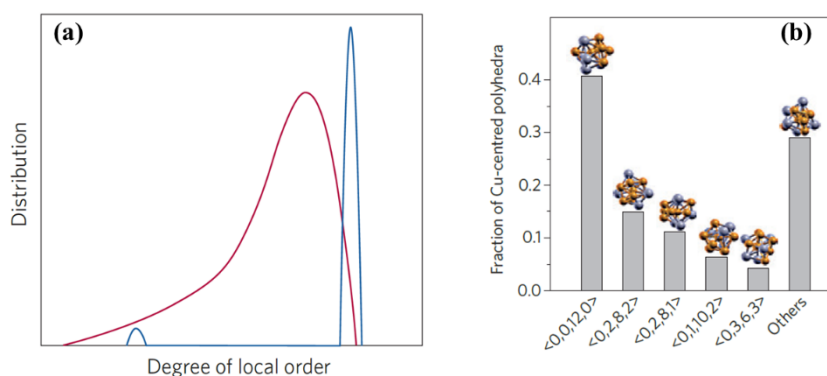 (a)
Distribution
Degree of local order
(b)
Fraction of Cu-centred polyhedra
0.4
0.3
0.2
0.1
0.0
<0,0,12,0>
<0,2,8,2>
<0,2,8,1>
<0,1,10,2>
<0,3,6,3>
Others